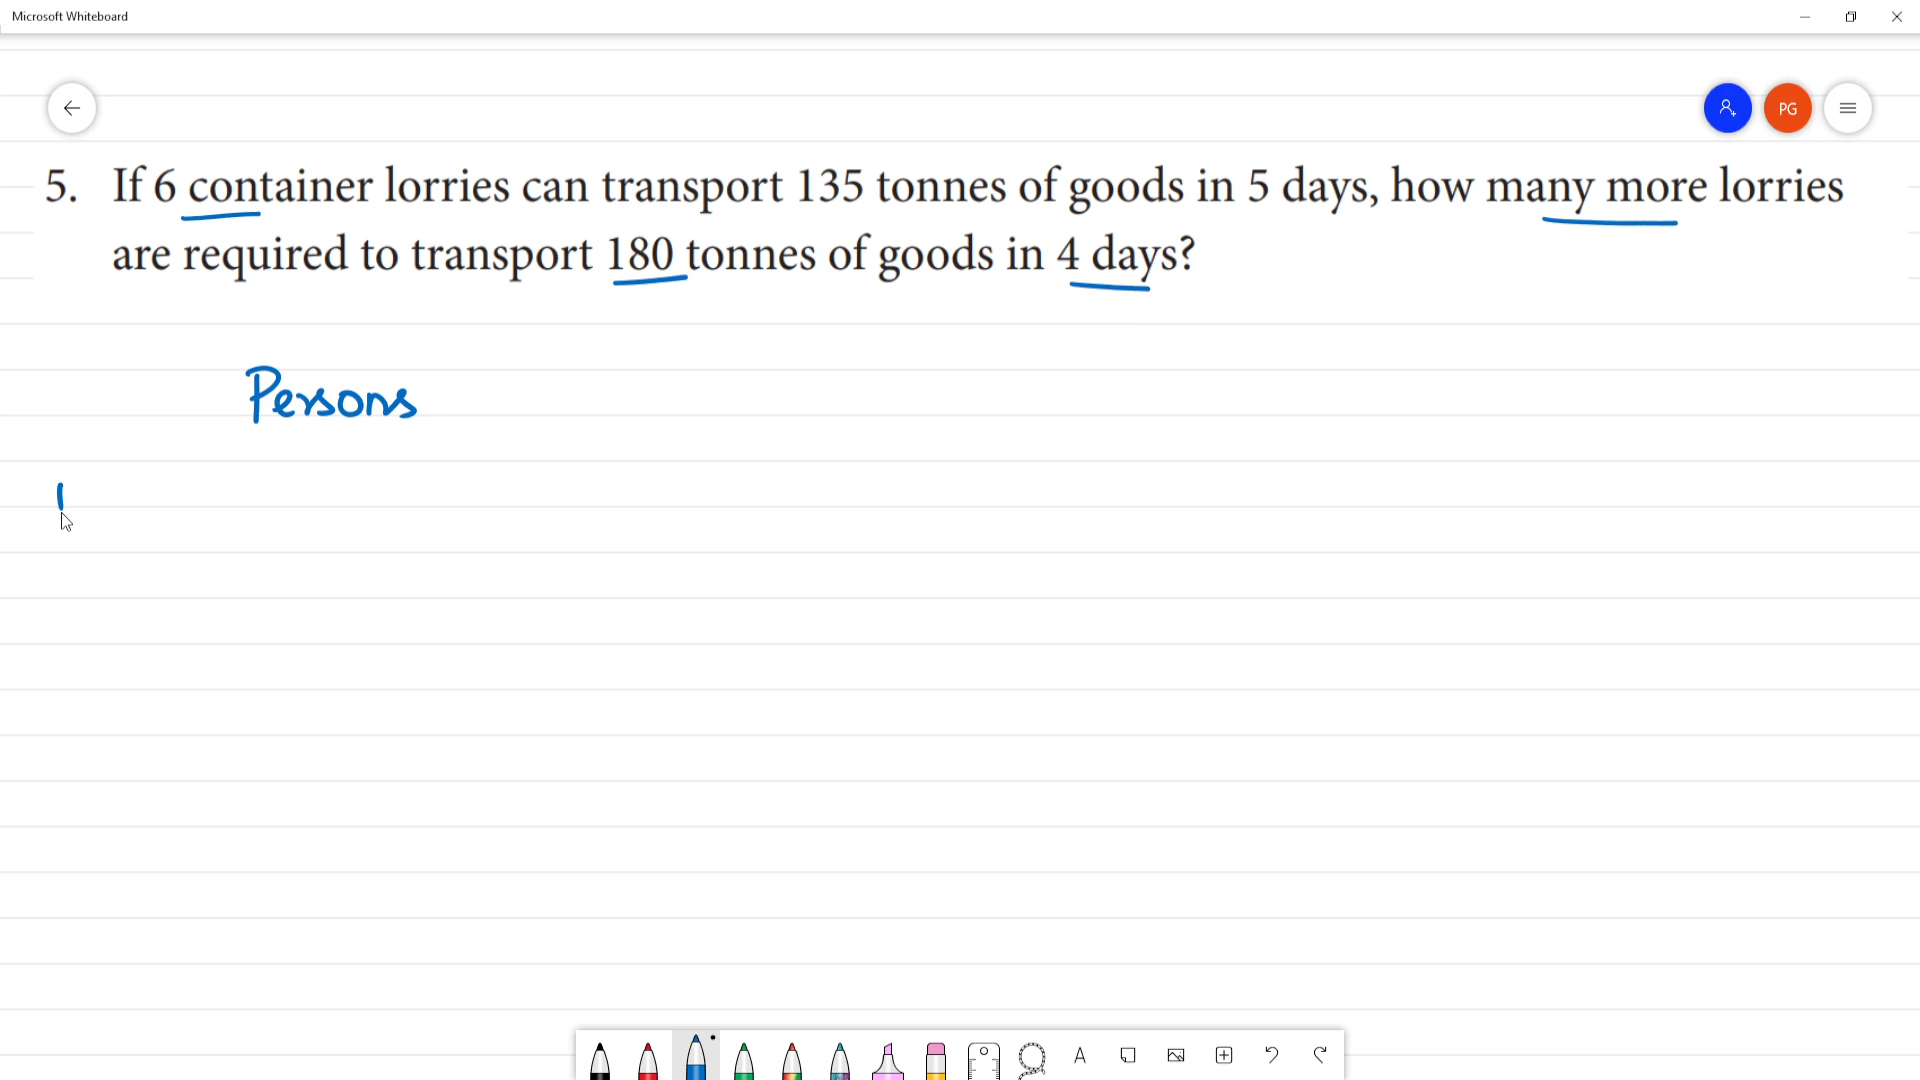 Microsoft Whiteboard
PG
5. If 6 container lorries can transport 135 tonnes of goods in 5 days, how many more lorries
are required to transport 180 tonnes of goods in 4 days?
Persons
A